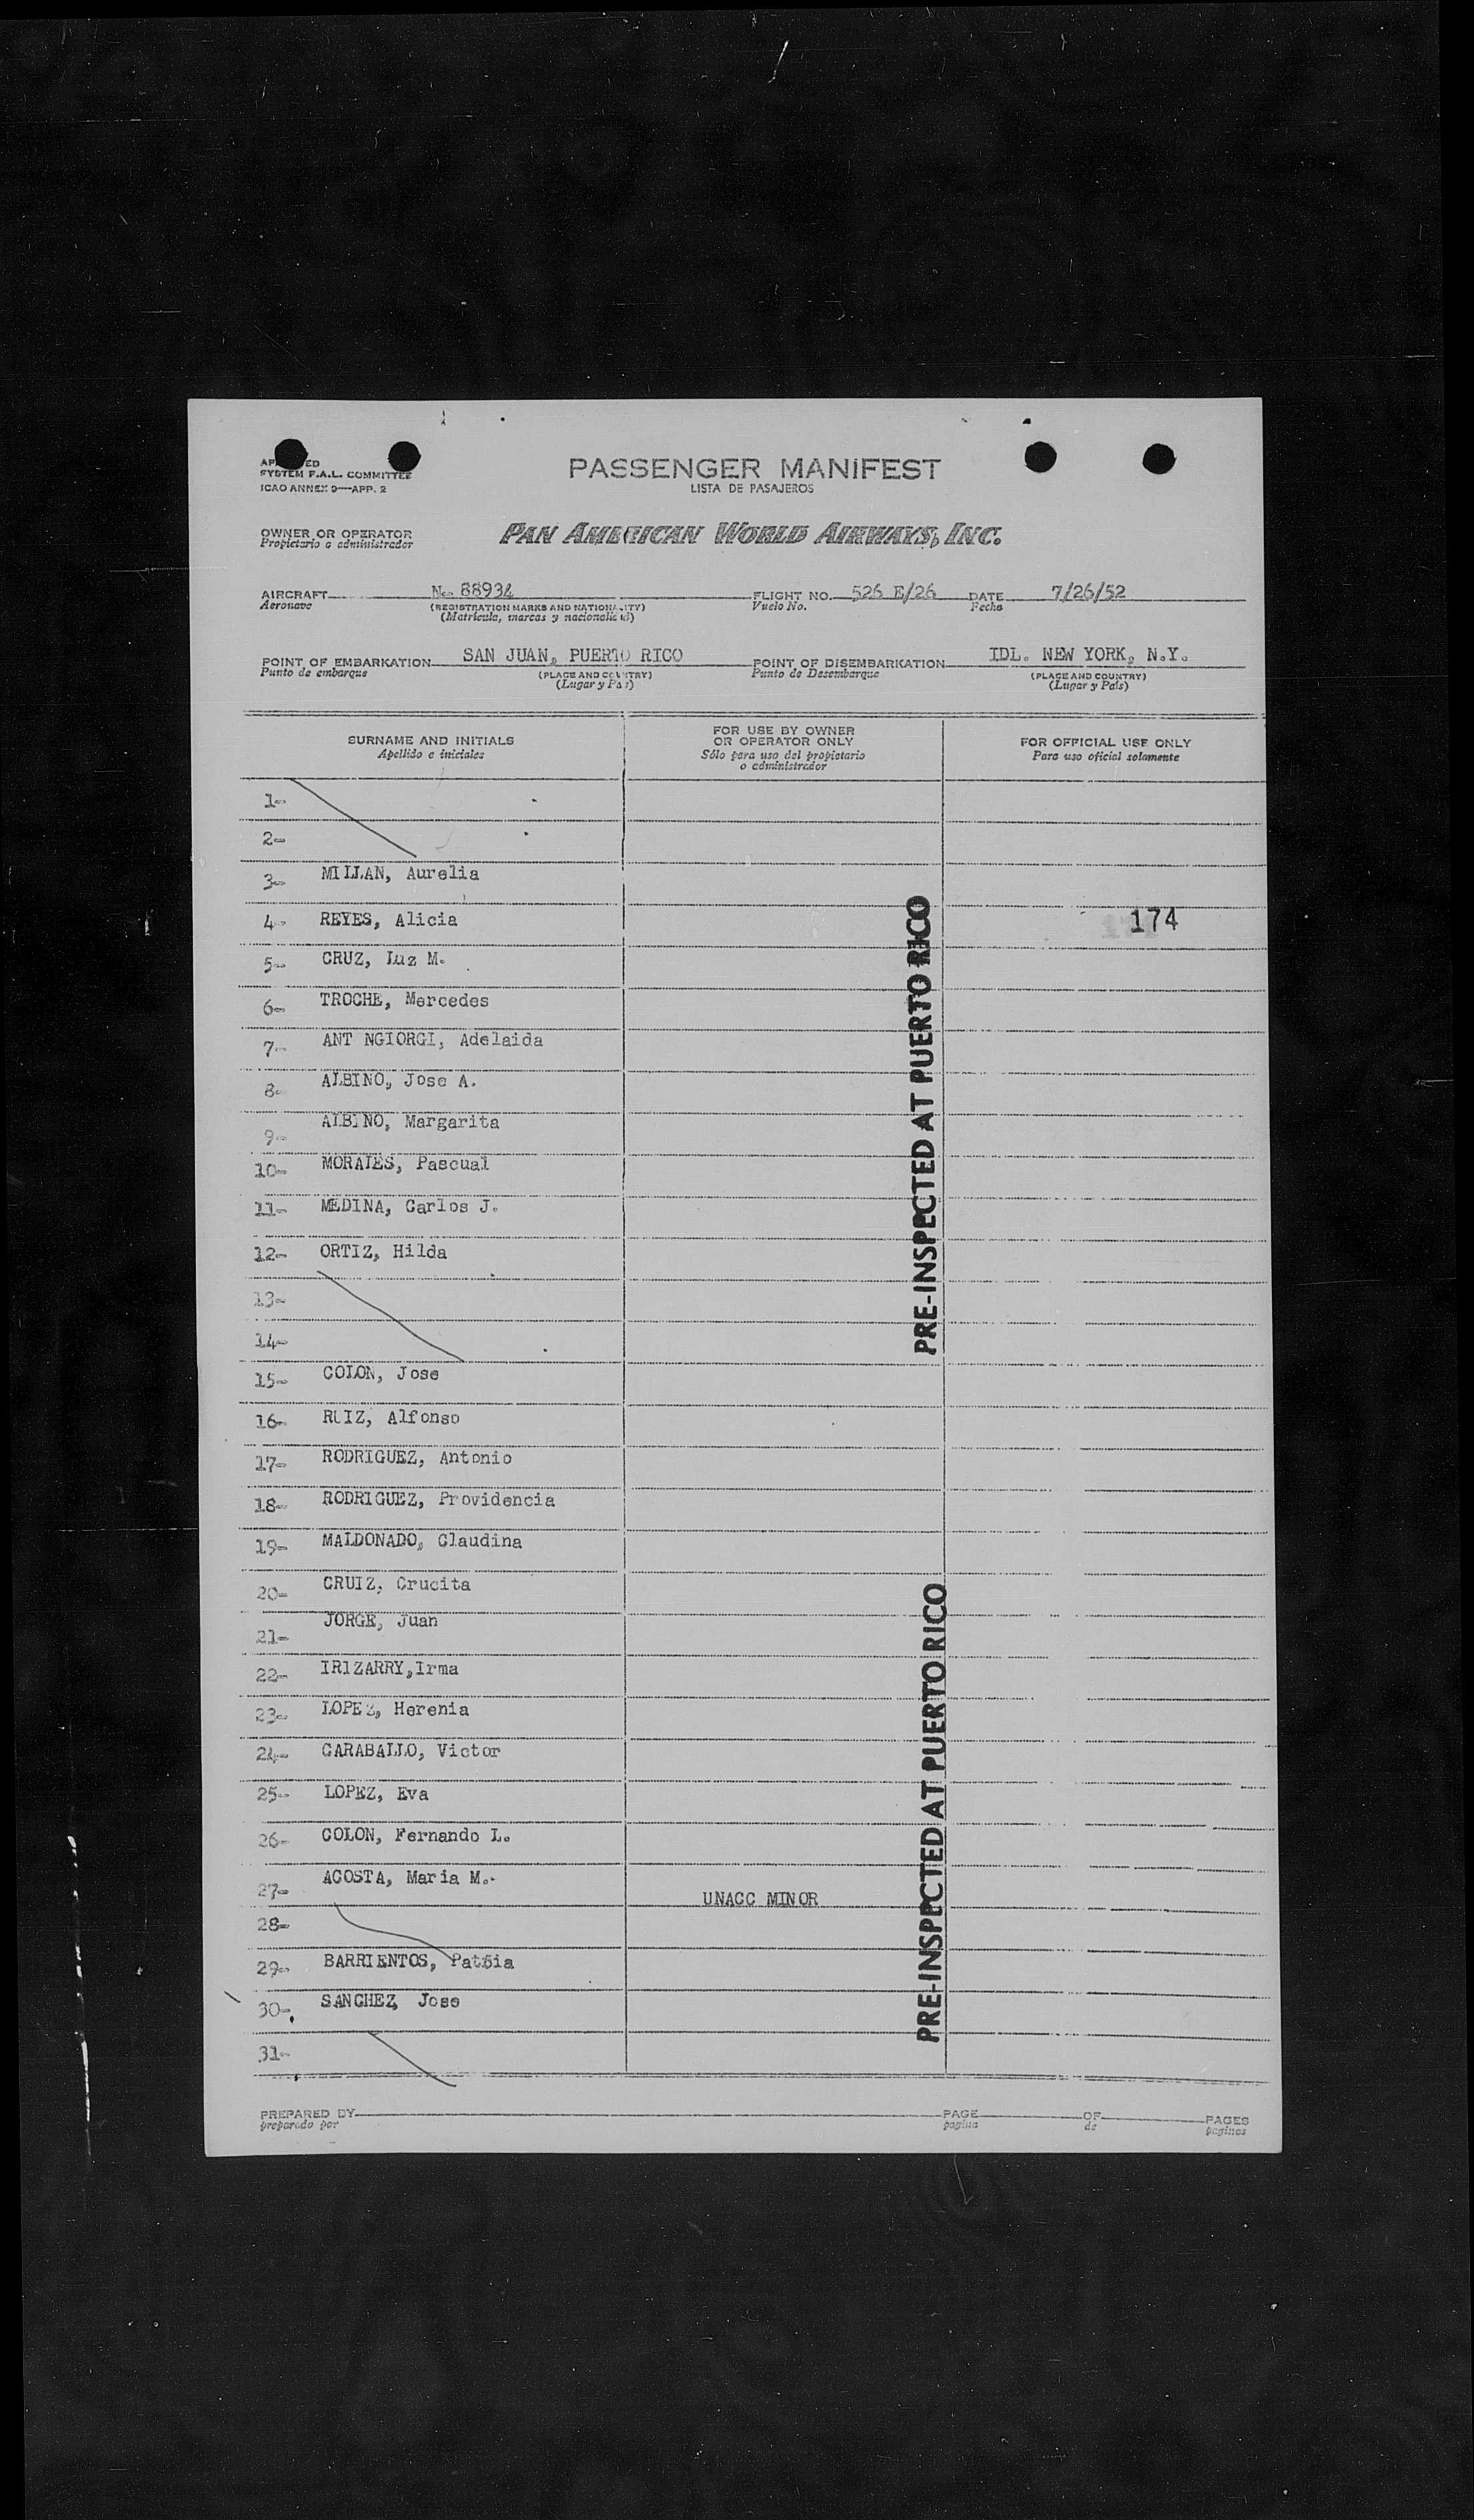 SYSTEM F.A.L. COMMITTEE
ICAO ANNEX 9—APP. 2
PASSENGER MANIFEST
LISTA DE PASAJEROS
OWNER OR OPERATOR
Propietario o administrador
PAN AMERICAN WORLD AIRWAYS, INC.
AIRCRAFT N- 88934 FLIGHT NO. 526 E/26 DATE 7/26/52
Aeronave (REGISTRATION MARKS AND NATIONALITY) Vuelo No. Fecha
(Matrícula, marcas y nacionalidad)
POINT OF EMBARKATION SAN JUAN, PUERTO RICO POINT OF DISEMBARKATION IDL. NEW YORK, N.Y.
Punto de embarque (PLACE AND COUNTRY) Punto de Desembarque (PLACE AND COUNTRY)
(Lugar y País) (Lugar y País)
SURNAME AND INITIALS
Apellido e iniciales
FOR USE BY OWNER
OR OPERATOR ONLY
Sólo para uso del propietario
o administrador
FOR OFFICIAL USE ONLY
Para uso oficial solamente
1-
2-
3- MILLAN, Aurelia
4- REYES, Alicia 174
5- CRUZ, Luz M.
6- TROCHE, Mercedes
7- ANT NGIORGI, Adelaida
8- ALBINO, Jose A.
9- ALBINO, Margarita
10- MORALES, Pascual
11- MEDINA, Carlos J.
12- ORTIZ, Hilda
13-
14-
15- COLON, Jose
16- RUIZ, Alfonso
17- RODRIGUEZ, Antonio
18- RODRIGUEZ, Providencia
19- MALDONADO, Claudina
20- CRUIZ, Crucita
21- JORGE, Juan
22- IRIZARRY,Irma
23- LOPEZ, Herenia
24- CARABALLO, Victor
25- LOPEZ, Eva
26- COLON, Fernando L.
27- ACOSTA, Maria M. UNACC MINOR
28-
29- BARRIENTOS,
30- SANCHEZ, Jose
31-
PRE-INSPECTED AT PUERTO RICO
PRE-INSPECTED AT PUERTO RICO
PREPARED BY PAGE OF PAGES
preparado por pagina de paginas